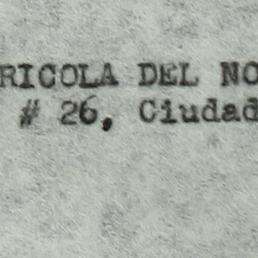 RICOLA DEL NO
# 26, Ciudad